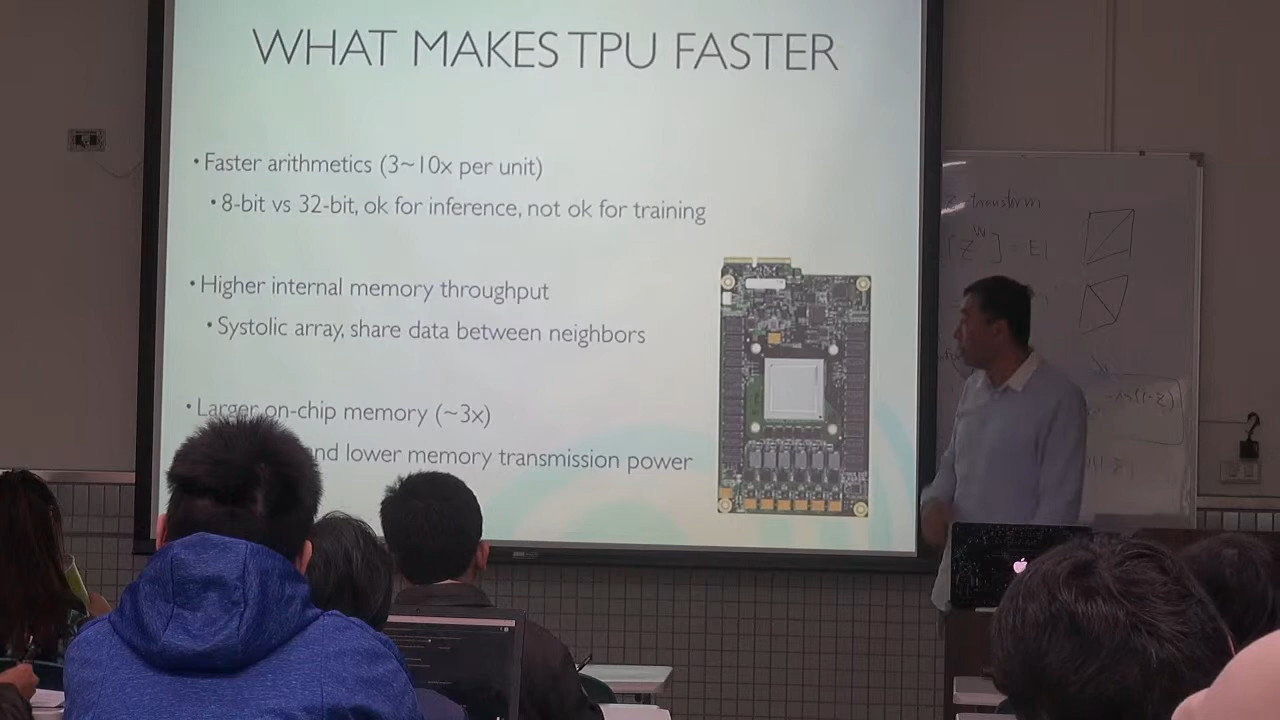 WHAT MAKES TPU FASTER
• Faster arithmetics (3~10x per unit)
• 8-bit vs 32-bit, ok for inference, not ok for training
• Higher internal memory throughput
• Systolic array, share data between neighbors
• Larger on-chip memory (~3x)
nd lower memory transmission power
transform
[Z^W] = E[